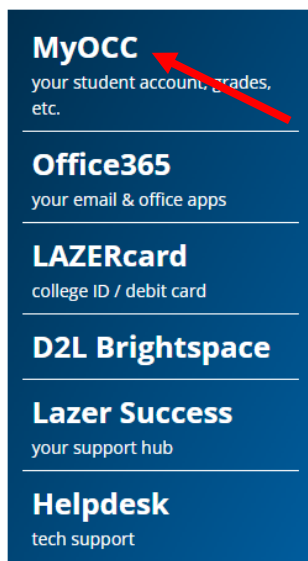 MyOCC
your student account, grades,
etc.
Office365
your email & office apps
LAZERcard
college ID / debit card
D2L Brightspace
Lazer Success
your support hub
Helpdesk
tech support